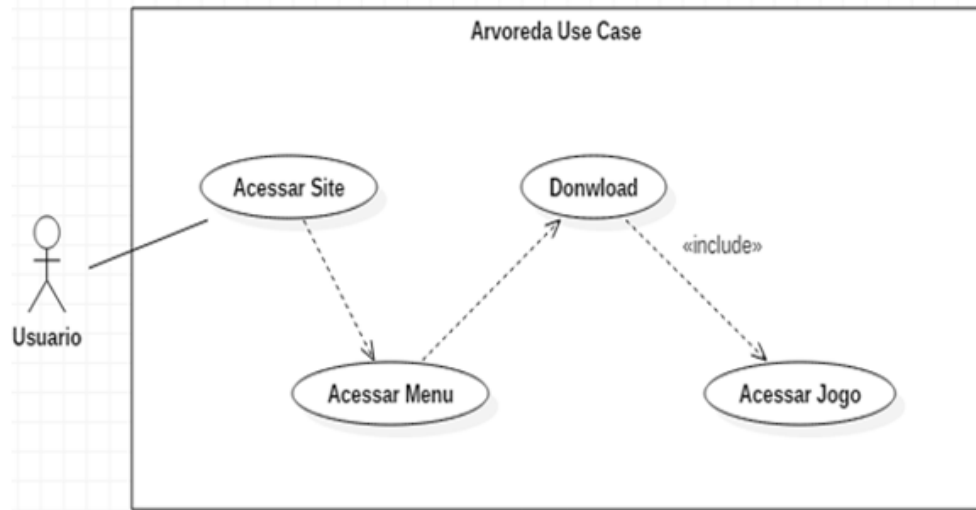 Arvoreda Use Case
Acessar Site
Donwload
«include»
Usuario
Acessar Menu
Acessar Jogo